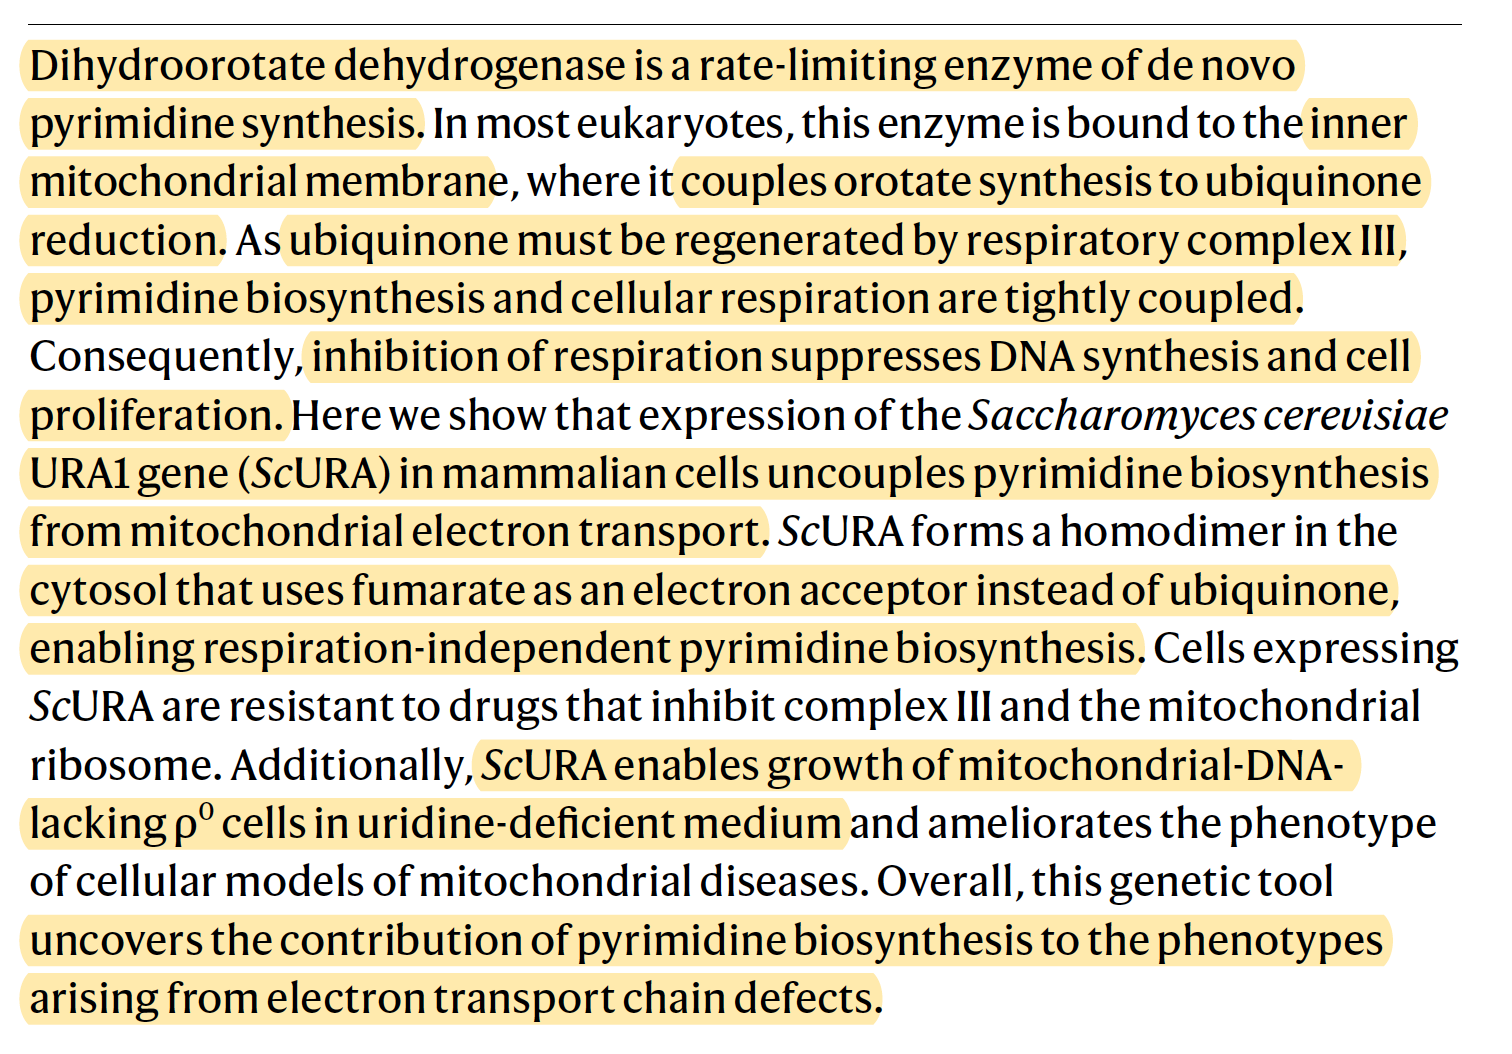 Dihydroorotate dehydrogenase is a rate-limiting enzyme of de novo
pyrimidine synthesis. In most eukaryotes, this enzyme is bound to the inner
mitochondrial membrane, where it couples orotate synthesis to ubiquinone
reduction. As ubiquinone must be regenerated by respiratory complex III,
pyrimidine biosynthesis and cellular respiration are tightly coupled.
Consequently, inhibition of respiration suppresses DNA synthesis and cell
proliferation. Here we show that expression of the Saccharomyces cerevisiae
URA1 gene (ScURA) in mammalian cells uncouples pyrimidine biosynthesis
from mitochondrial electron transport. ScURA forms a homodimer in the
cytosol that uses fumarate as an electron acceptor instead of ubiquinone,
enabling respiration-independent pyrimidine biosynthesis. Cells expressing
ScURA are resistant to drugs that inhibit complex III and the mitochondrial
ribosome. Additionally, ScURA enables growth of mitochondrial-DNA-
lacking ρ⁰ cells in uridine-deficient medium and ameliorates the phenotype
of cellular models of mitochondrial diseases. Overall, this genetic tool
uncovers the contribution of pyrimidine biosynthesis to the phenotypes
arising from electron transport chain defects.